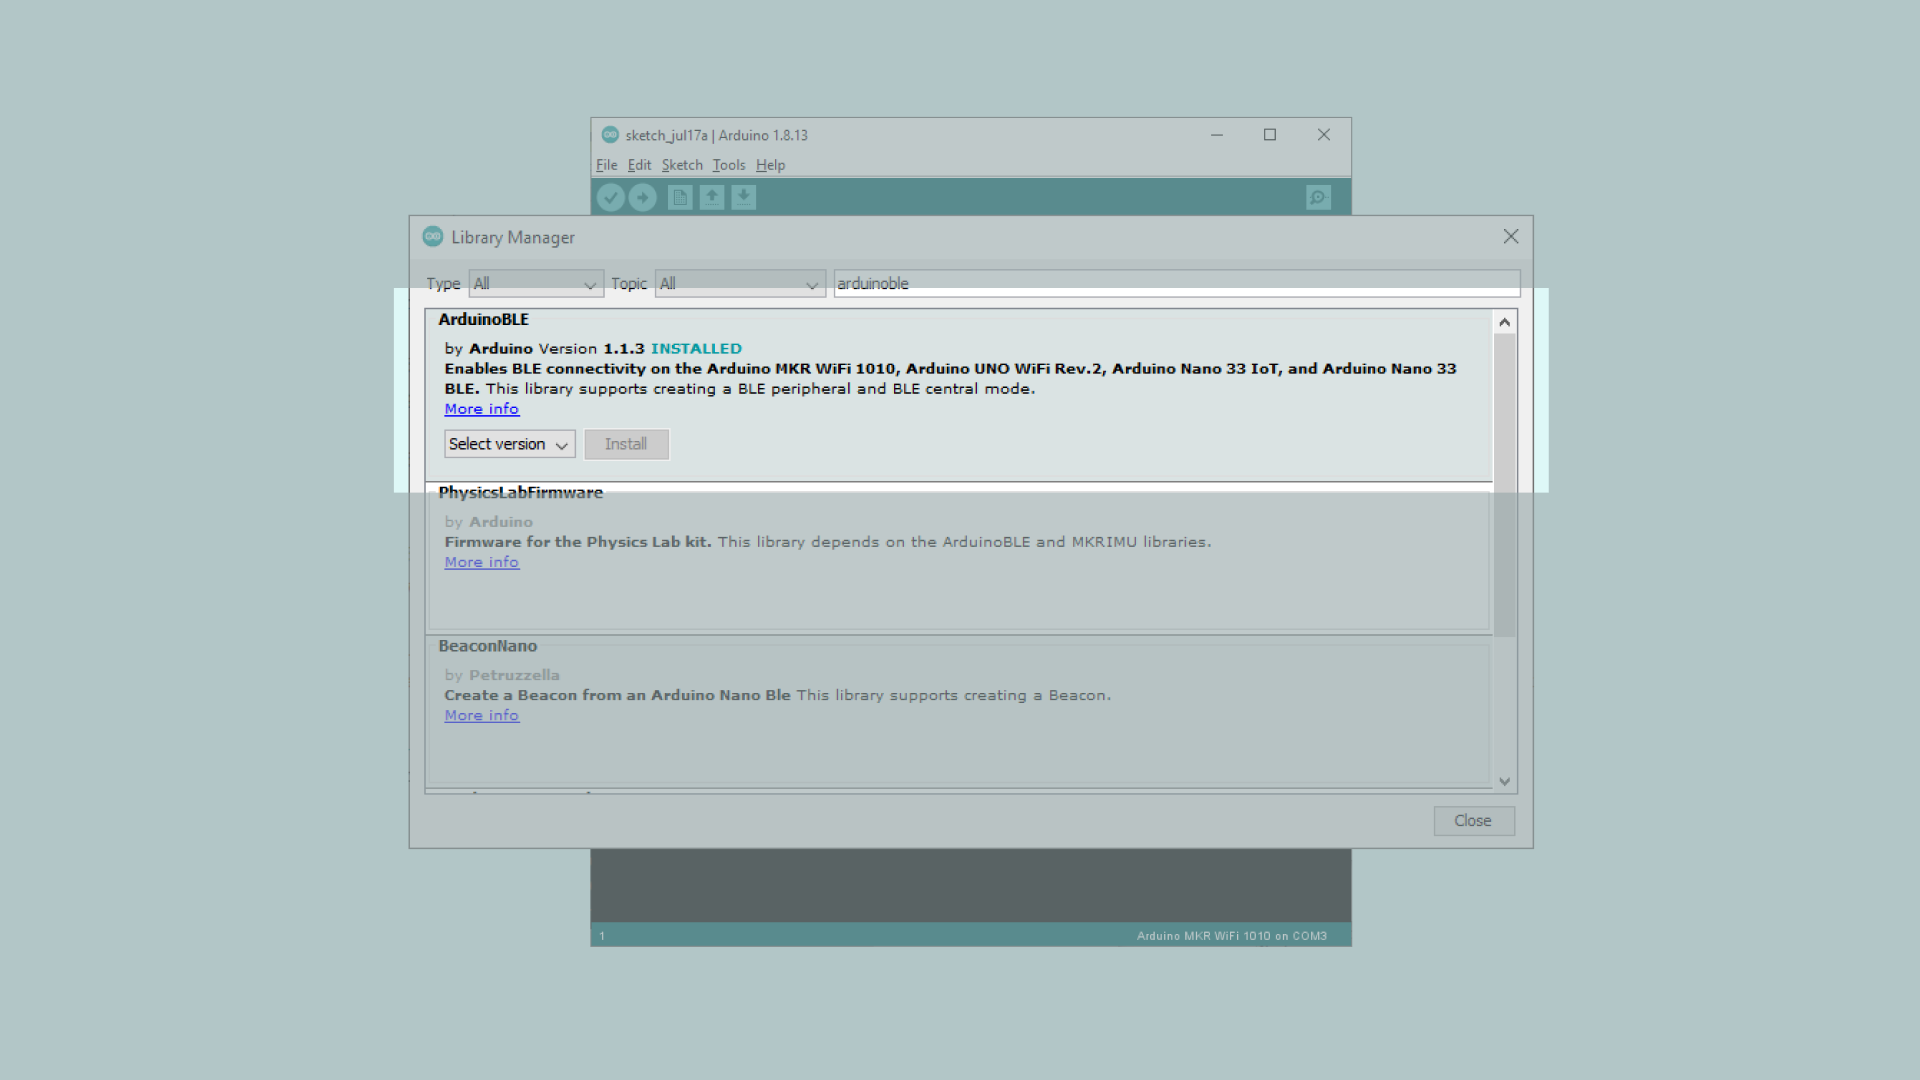 sketch_jul17a | Arduino 1.8.13
File Edit Sketch Tools Help
Library Manager
Type All Topic All arduinoble
ArduinoBLE
by Arduino Version 1.1.3 INSTALLED
Enables BLE connectivity on the Arduino MKR WiFi 1010, Arduino UNO WiFi Rev.2, Arduino Nano 33 IoT, and Arduino Nano 33
BLE. This library supports creating a BLE peripheral and BLE central mode.
More info
Select version Install
PhysicsLabFirmware
by Arduino
Firmware for the Physics Lab kit. This library depends on the ArduinoBLE and MKRIMU libraries.
More info
BeaconNano
by Petruzzella
Create a Beacon from an Arduino Nano Ble This library supports creating a Beacon.
More info
Close
1 Arduino MKR WiFi 1010 on COM3